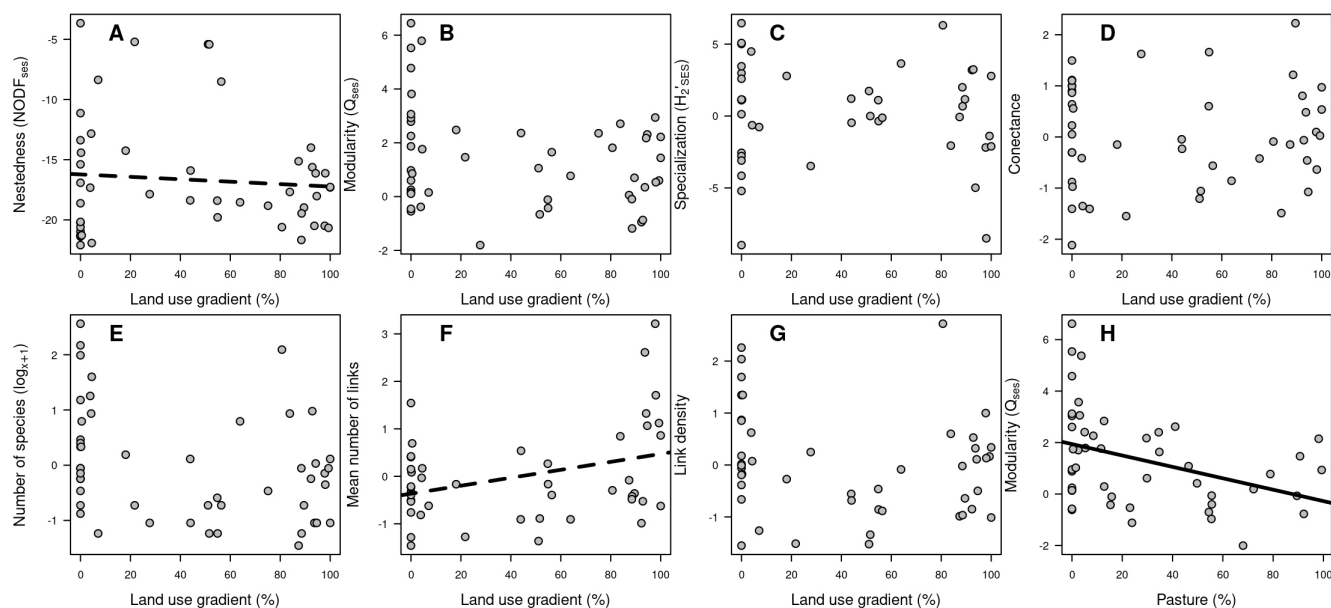 A
Nestedness (NODFses)
-5
-10
-15
-20
0 20 40 60 80 100
Land use gradient (%)
B
Modularity (Qses)
6
4
2
0
-2
0 20 40 60 80 100
Land use gradient (%)
C
Specialization (H2'SES)
5
0
-5
0 20 40 60 80 100
Land use gradient (%)
D
Conectance
2
1
0
-1
-2
0 20 40 60 80 100
Land use gradient (%)
E
Number of species (logx+1)
2
1
0
-1
0 20 40 60 80 100
Land use gradient (%)
F
Mean number of links
3
2
1
0
-1
0 20 40 60 80 100
Land use gradient (%)
G
Link density
2
1
0
-1
0 20 40 60 80 100
Land use gradient (%)
H
Modularity (Qses)
6
4
2
0
-2
0 20 40 60 80 100
Pasture (%)